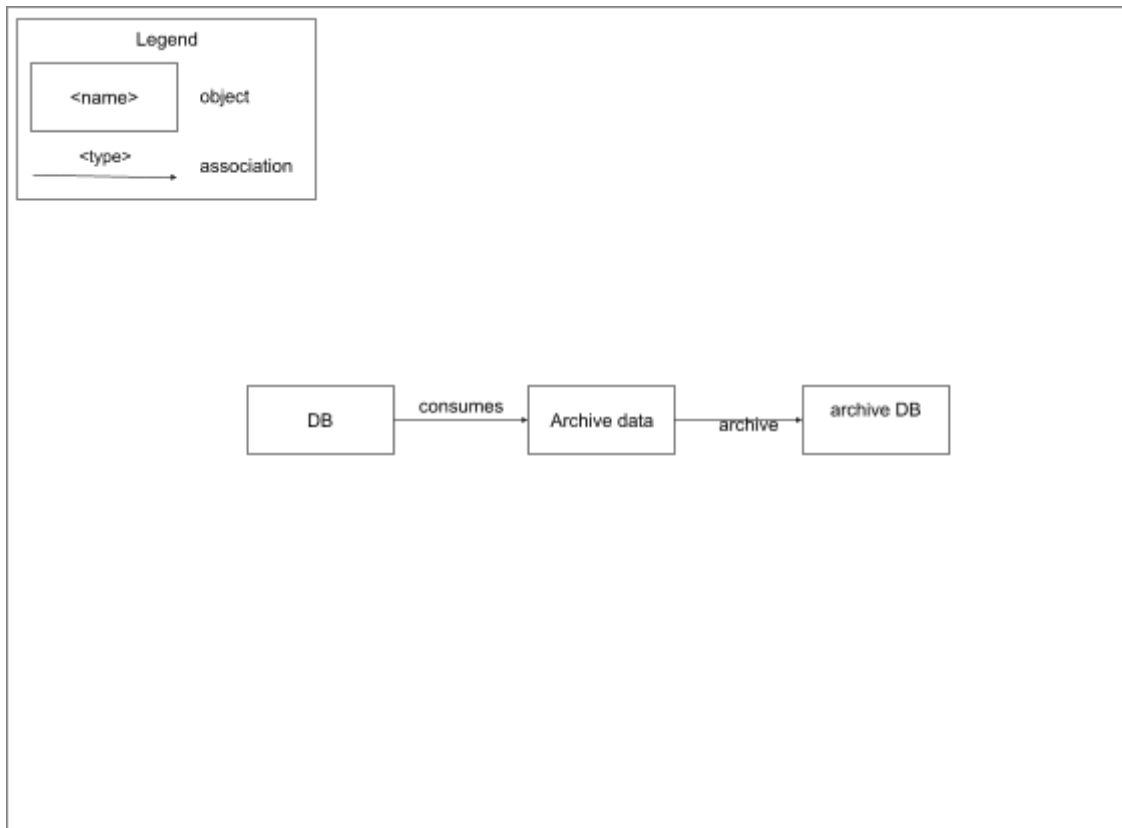 Legend
<name>
object
<type>
association
DB
consumes
Archive data
archive
archive DB